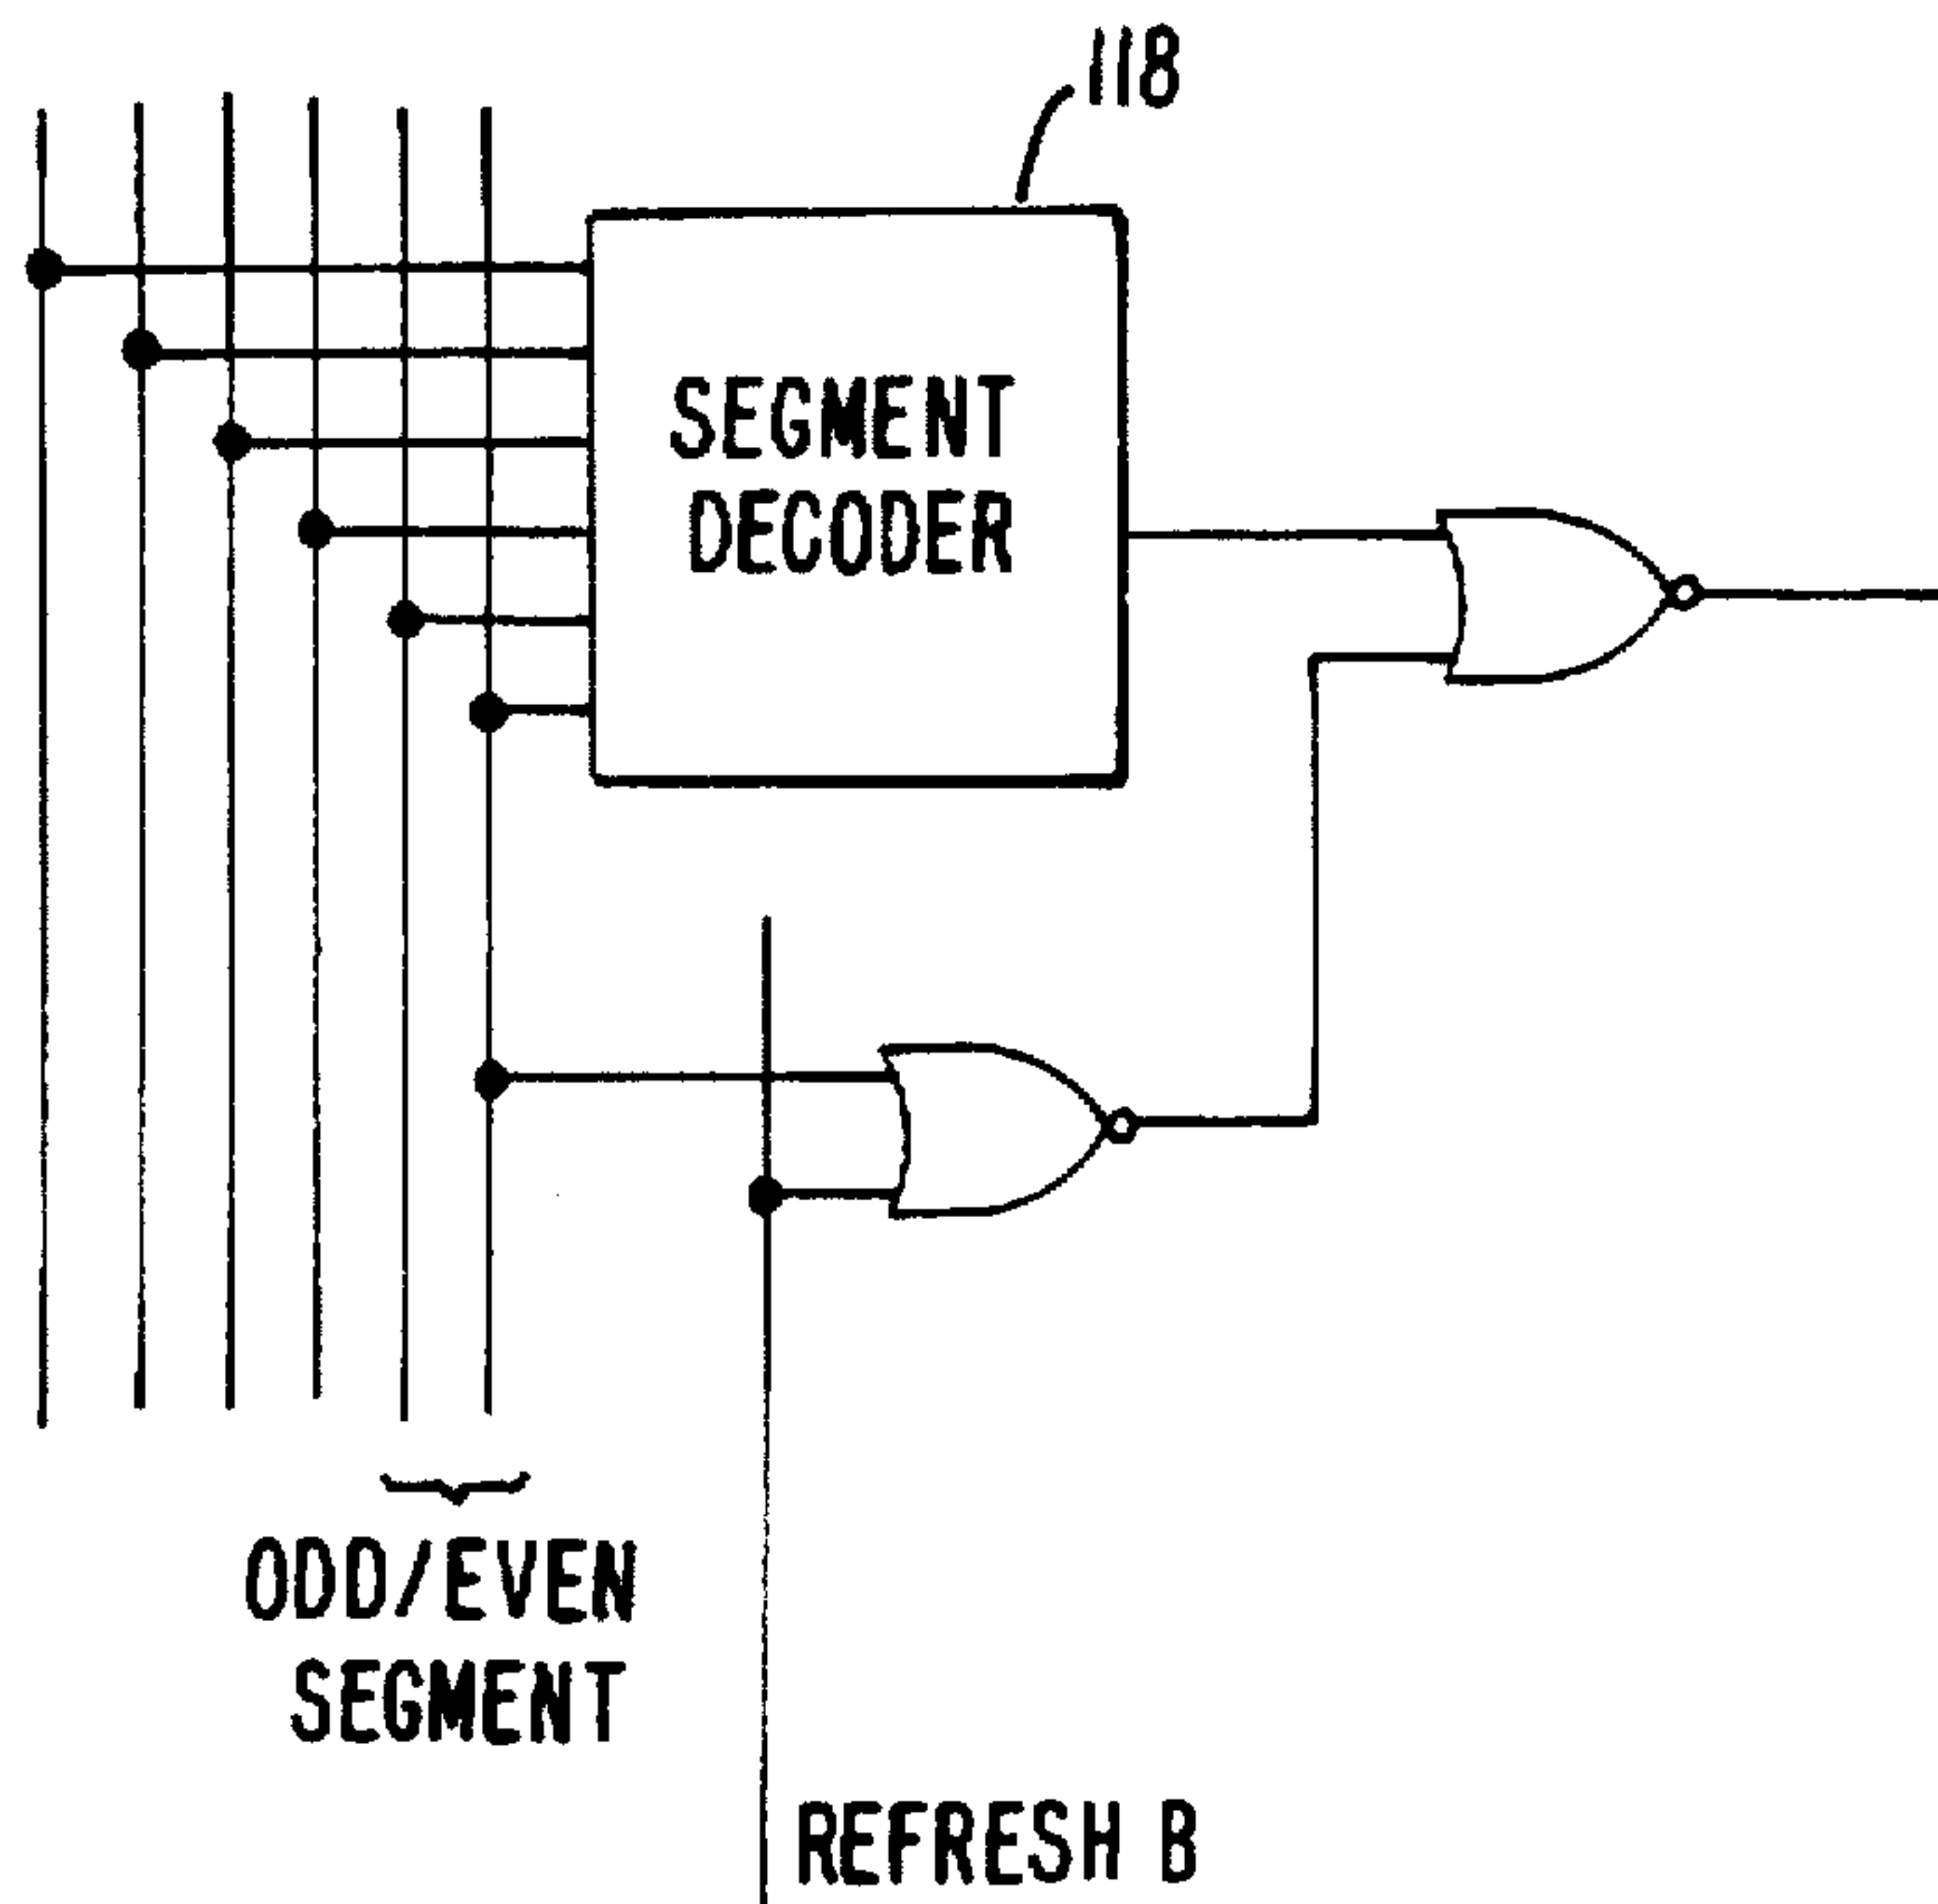 118
SEGMENT
DECODER
ODD/EVEN
SEGMENT
REFRESH B